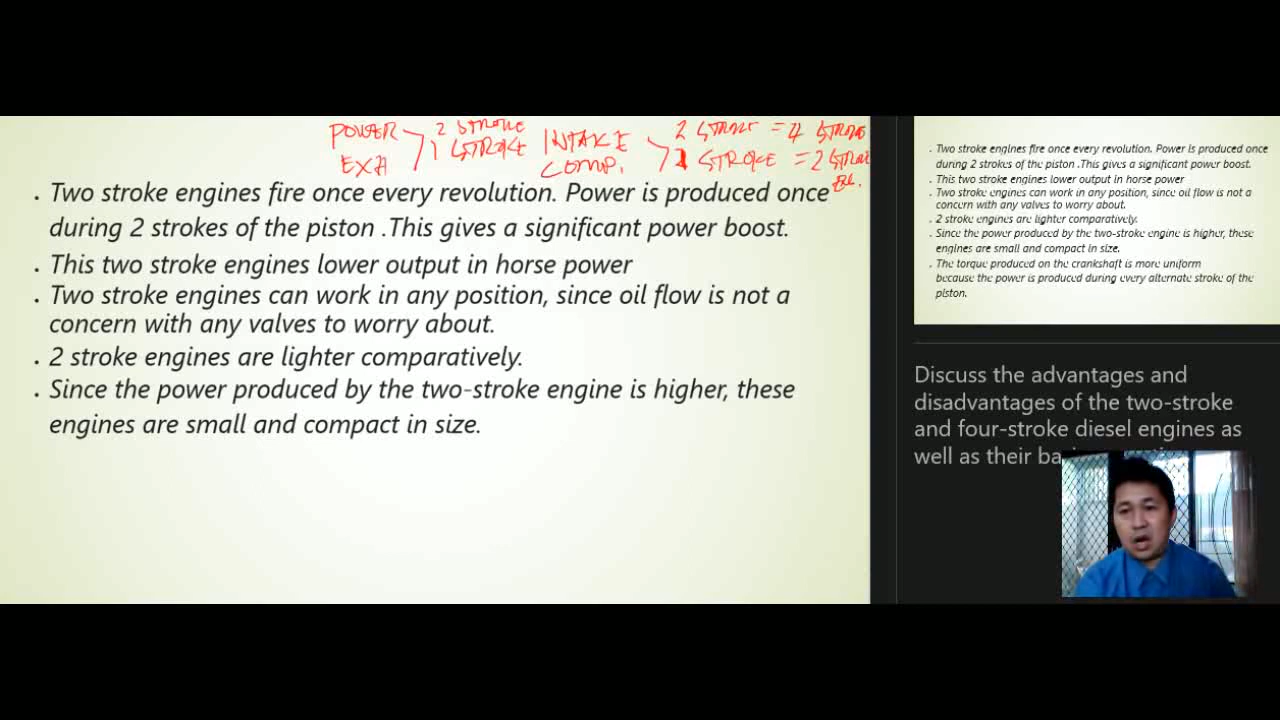 POWER 2 STROKE INTAKE 2 STROKE = 4 STROKE
EXH 1 STROKE COMP. 1 STROKE = 2 STROKE
• Two stroke engines fire once every revolution. Power is produced once
during 2 strokes of the piston .This gives a significant power boost.
• This two stroke engines lower output in horse power
• Two stroke engines can work in any position, since oil flow is not a
concern with any valves to worry about.
• 2 stroke engines are lighter comparatively.
• Since the power produced by the two-stroke engine is higher, these
engines are small and compact in size.
• Two stroke engines fire once every revolution. Power is produced once
during 2 strokes of the piston .This gives a significant power boost.
• This two stroke engines lower output in horse power
• Two stroke engines can work in any position, since oil flow is not a
concern with any valves to worry about.
• 2 stroke engines are lighter comparatively.
• Since the power produced by the two-stroke engine is higher, these
engines are small and compact in size.
• The torque produced on the crankshaft is more uniform
because the power is produced during every alternate stroke of the
piston.
Discuss the advantages and
disadvantages of the two-stroke
and four-stroke diesel engines as
well as their